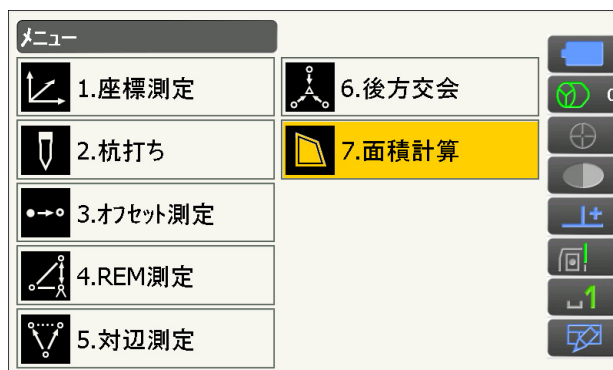 メニュー
1.座標測定
2.杭打ち
3.オフセット測定
4.REM測定
5.対辺測定
6.後方交会
7.面積計算
0
1